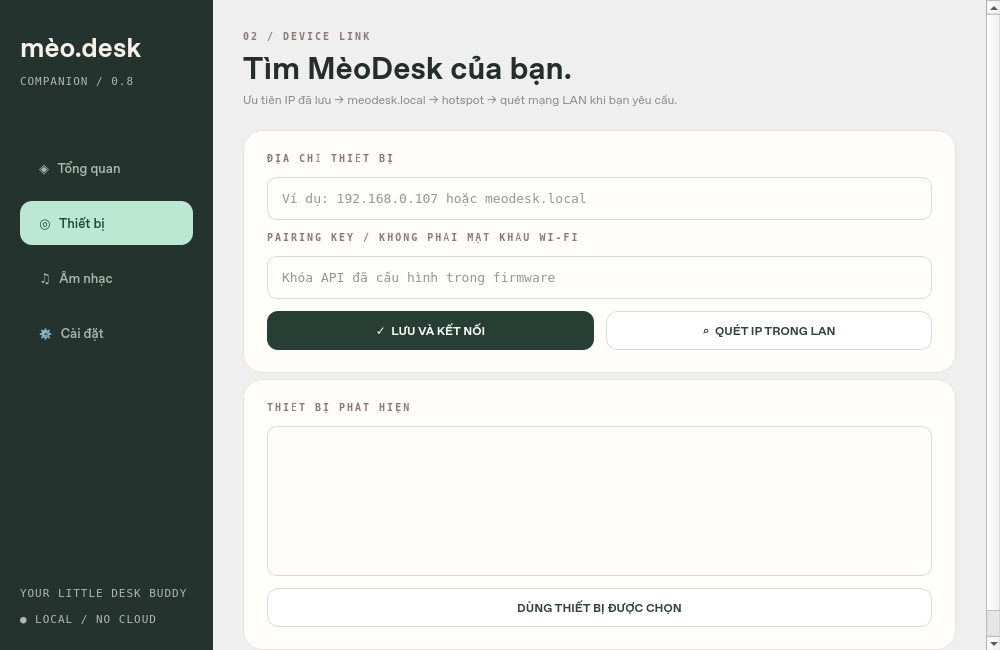 mèo.desk
COMPANION / 0.8
◈ Tổng quan
◎ Thiết bị
♫ Âm nhạc
⚙ Cài đặt
YOUR LITTLE DESK BUDDY
● LOCAL / NO CLOUD
02 / DEVICE LINK
Tìm MèoDesk của bạn.
Ưu tiên IP đã lưu → meodesk.local → hotspot → quét mạng LAN khi bạn yêu cầu.
ĐỊA CHỈ THIẾT BỊ
Ví dụ: 192.168.0.107 hoặc meodesk.local
PAIRING KEY / KHÔNG PHẢI MẬT KHẨU WI-FI
Khóa API đã cấu hình trong firmware
✓ LƯU VÀ KẾT NỐI
⌕ QUÉT IP TRONG LAN
THIẾT BỊ PHÁT HIỆN
DÙNG THIẾT BỊ ĐƯỢC CHỌN